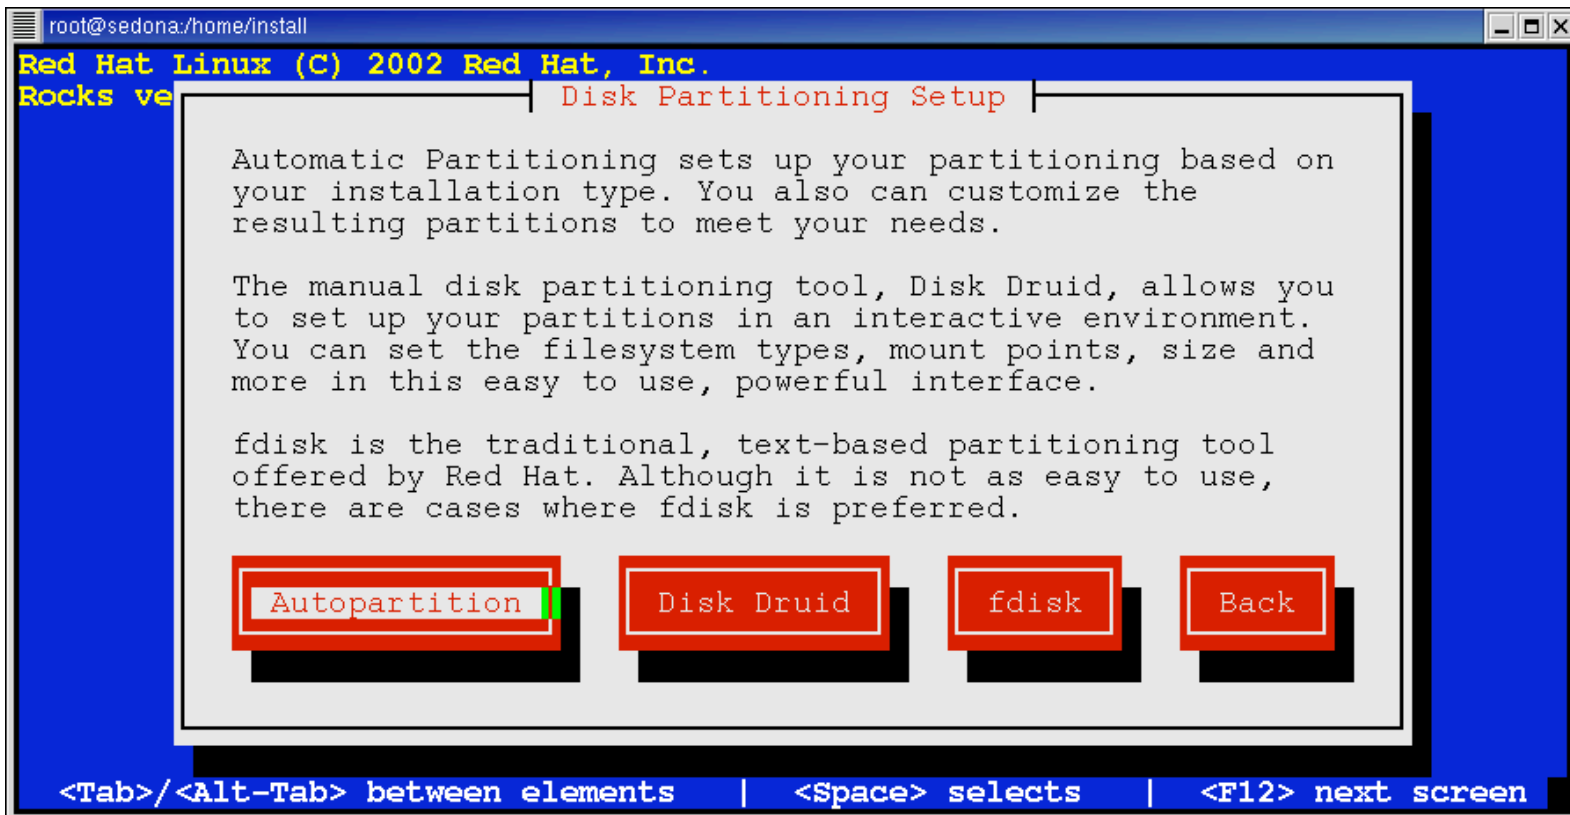 root@sedona:/home/install
Red Hat Linux (C) 2002 Red Hat, Inc.
Rocks ve
Disk Partitioning Setup
Automatic Partitioning sets up your partitioning based on
your installation type. You also can customize the
resulting partitions to meet your needs.
The manual disk partitioning tool, Disk Druid, allows you
to set up your partitions in an interactive environment.
You can set the filesystem types, mount points, size and
more in this easy to use, powerful interface.
fdisk is the traditional, text-based partitioning tool
offered by Red Hat. Although it is not as easy to use,
there are cases where fdisk is preferred.
Autopartition Disk Druid fdisk Back
<Tab>/<Alt-Tab> between elements | <Space> selects | <F12> next screen